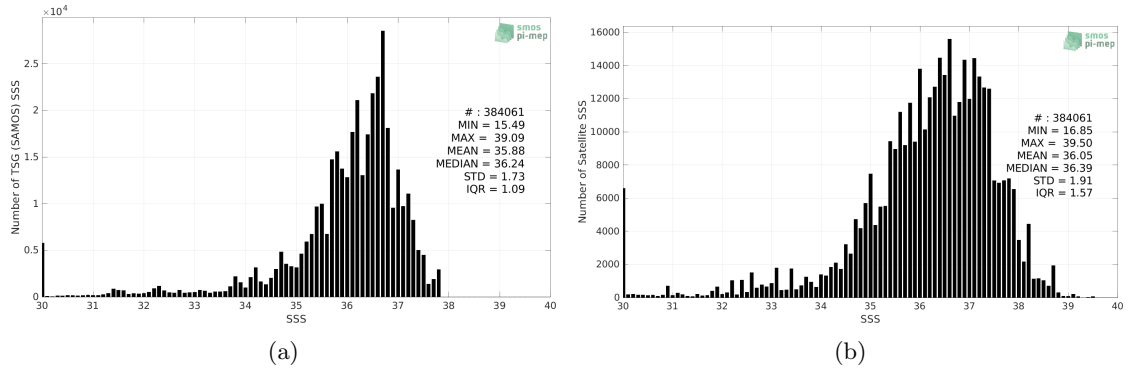 ×10⁴
smos
pi-mep
3
2.5
2
1.5
1
0.5
0
Number of TSG (SAMOS) SSS
# : 384061
MIN = 15.49
MAX = 39.09
MEAN = 35.88
MEDIAN = 36.24
STD = 1.73
IQR = 1.09
30 31 32 33 34 35 36 37 38 39 40
SSS
(a)
smos
pi-mep
16000
14000
12000
10000
8000
6000
4000
2000
0
Number of Satellite SSS
# : 384061
MIN = 16.85
MAX = 39.50
MEAN = 36.05
MEDIAN = 36.39
STD = 1.91
IQR = 1.57
30 31 32 33 34 35 36 37 38 39 40
SSS
(b)